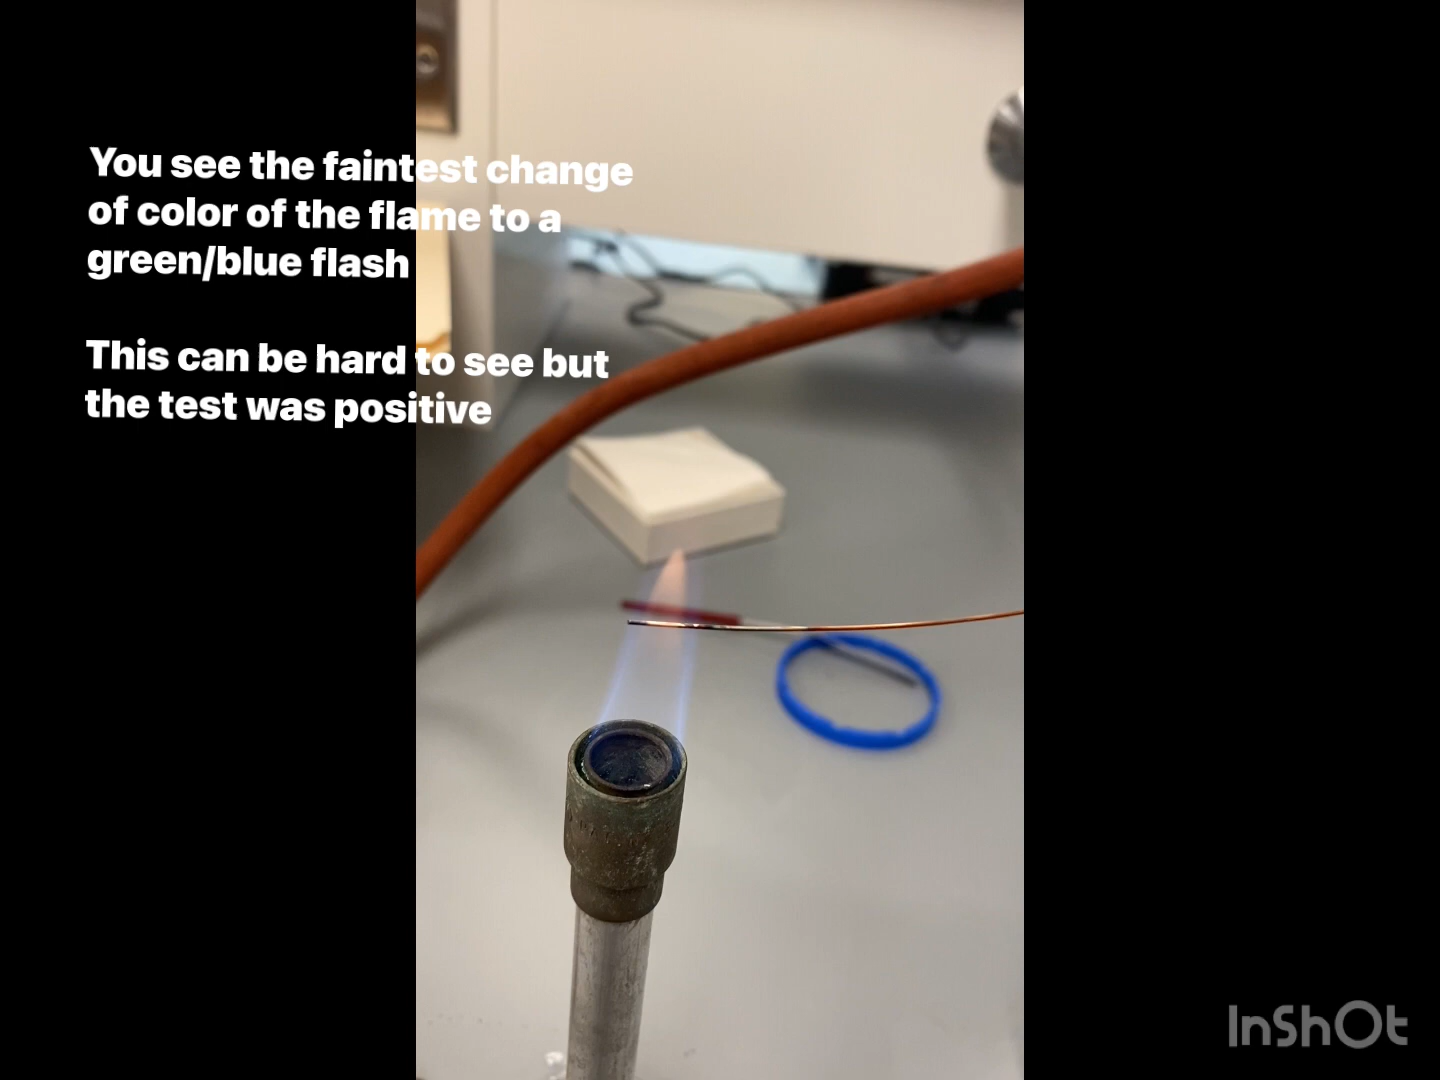 You see the faintest change
of color of the flame to a
green/blue flash
This can be hard to see but
the test was positive
InShOt